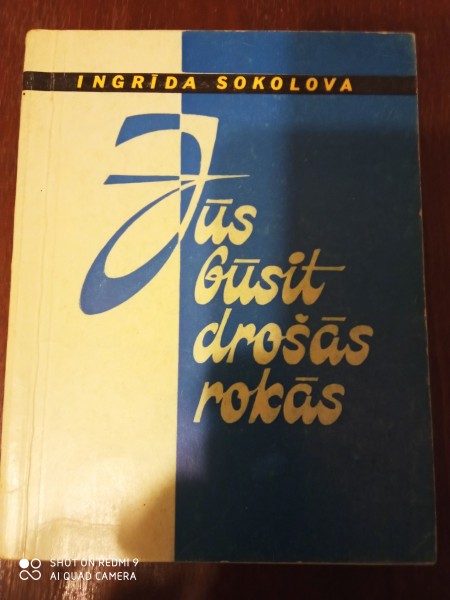 INGRĪDA SOKOLOVA
Jūs
būsit
drošās
rokās
SHOT ON REDMI 9
AI QUAD CAMERA